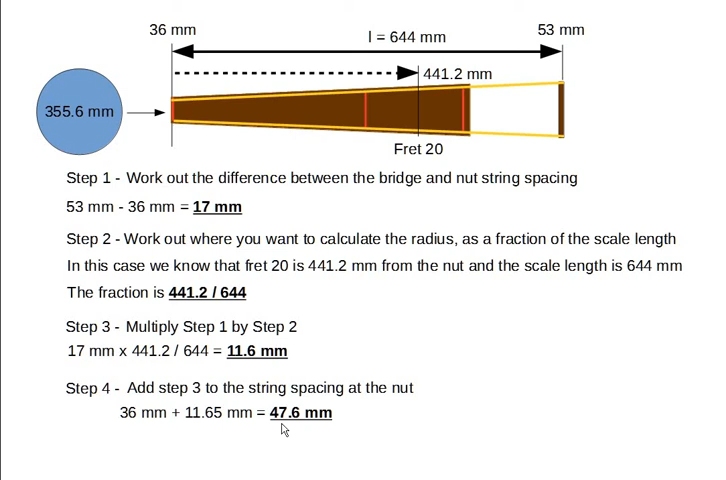 36 mm
l = 644 mm
53 mm
441.2 mm
355.6 mm
Fret 20
Step 1 - Work out the difference between the bridge and nut string spacing
53 mm - 36 mm = 17 mm
Step 2 - Work out where you want to calculate the radius, as a fraction of the scale length
In this case we know that fret 20 is 441.2 mm from the nut and the scale length is 644 mm
The fraction is 441.2 / 644
Step 3 - Multiply Step 1 by Step 2
17 mm x 441.2 / 644 = 11.6 mm
Step 4 - Add step 3 to the string spacing at the nut
36 mm + 11.65 mm = 47.6 mm